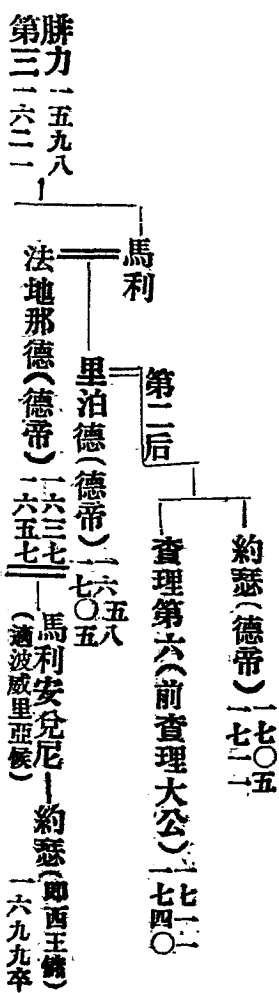 腓力第三 一五九八 一六二一
馬利
法地那德（德帝） 一六三七 一六五七
里泊德（德帝） 一六五八 一七〇五
第二后
約瑟（德帝） 一七〇五 一七一一
查理第六（前查理大公） 一七一一 一七四〇
馬利安兌尼（適波威里亞侯）
約瑟（即西王儲） 一六九九卒